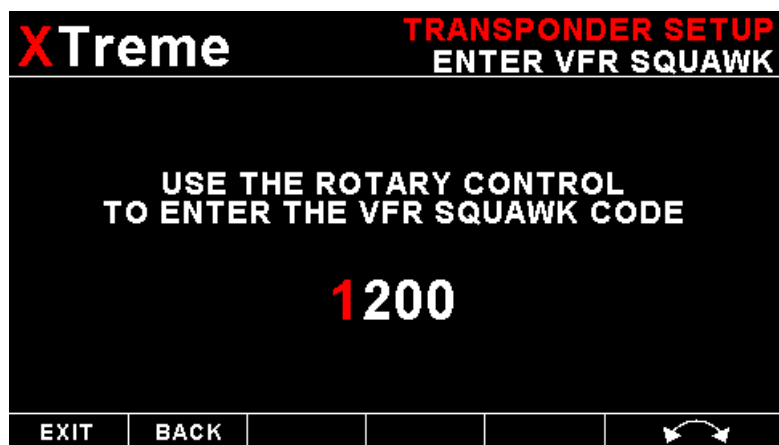 XTreme
TRANSPONDER SETUP
ENTER VFR SQUAWK
USE THE ROTARY CONTROL
TO ENTER THE VFR SQUAWK CODE
1200
EXIT BACK